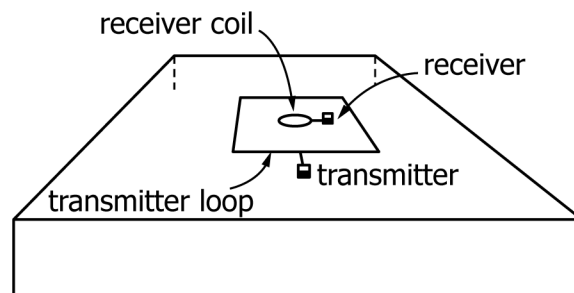 receiver coil
receiver
transmitter
transmitter loop